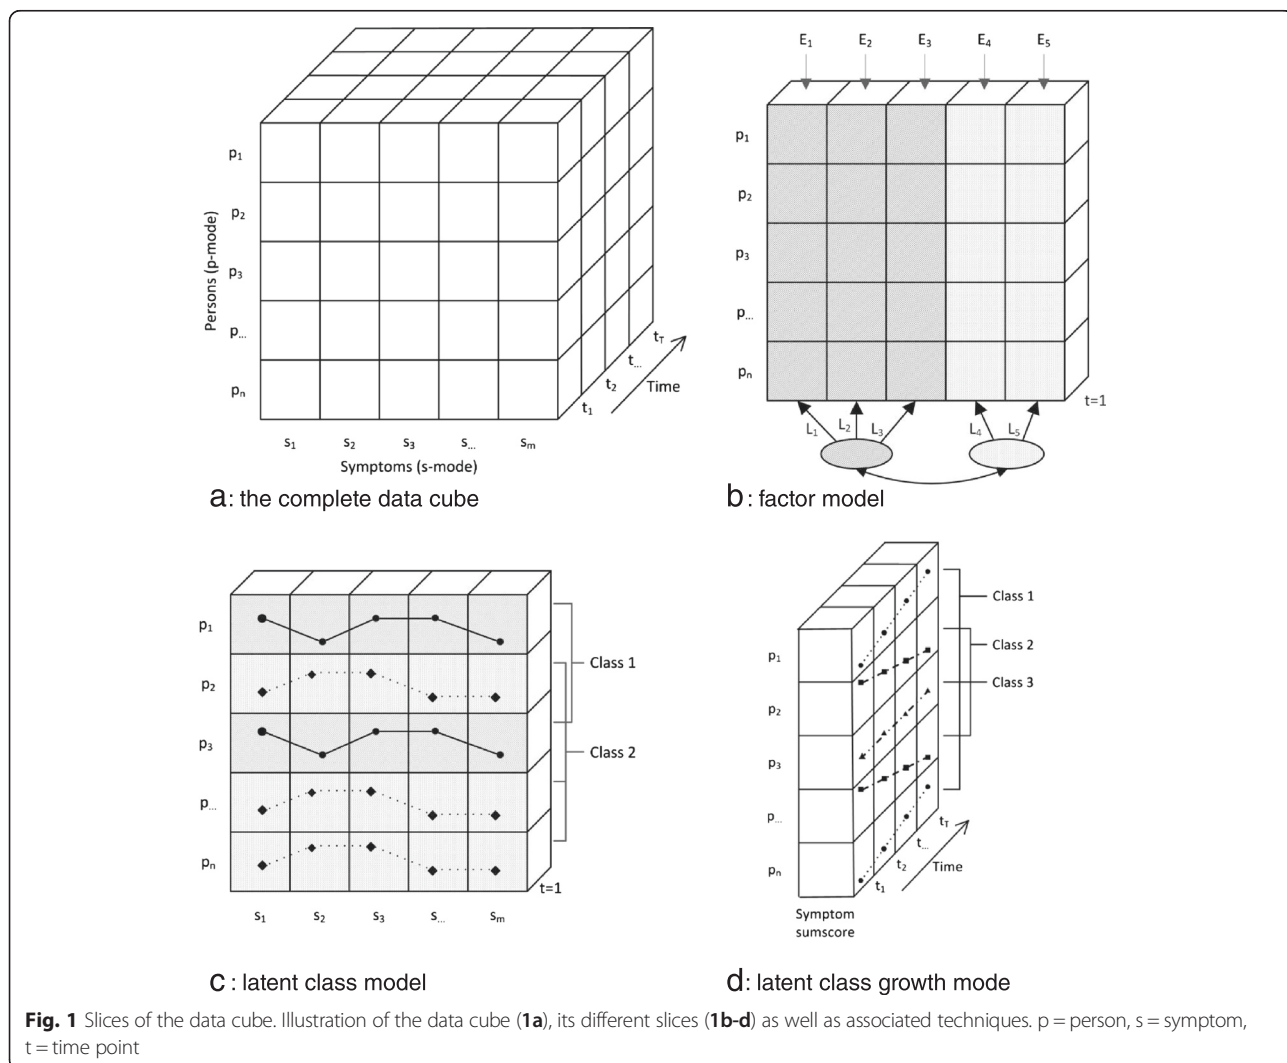 Persons (p-mode)
p1
p2
p3
p...
pn
s1 s2 s3 s... sm
Symptoms (s-mode)
t1
t2
t...
tT
Time
a: the complete data cube
E1 E2 E3 E4 E5
p1
p2
p3
p...
pn
t=1
L1 L2 L3 L4 L5
b: factor model
p1
p2
p3
p...
pn
Class 1
Class 2
t=1
s1 s2 s3 s... sm
c: latent class model
p1
p2
p3
p...
pn
Class 1
Class 2
Class 3
t1
t2
t...
tT
Time
Symptom
sumscore
d: latent class growth mode
Fig. 1 Slices of the data cube. Illustration of the data cube (1a), its different slices (1b-d) as well as associated techniques. p = person, s = symptom,
t = time point